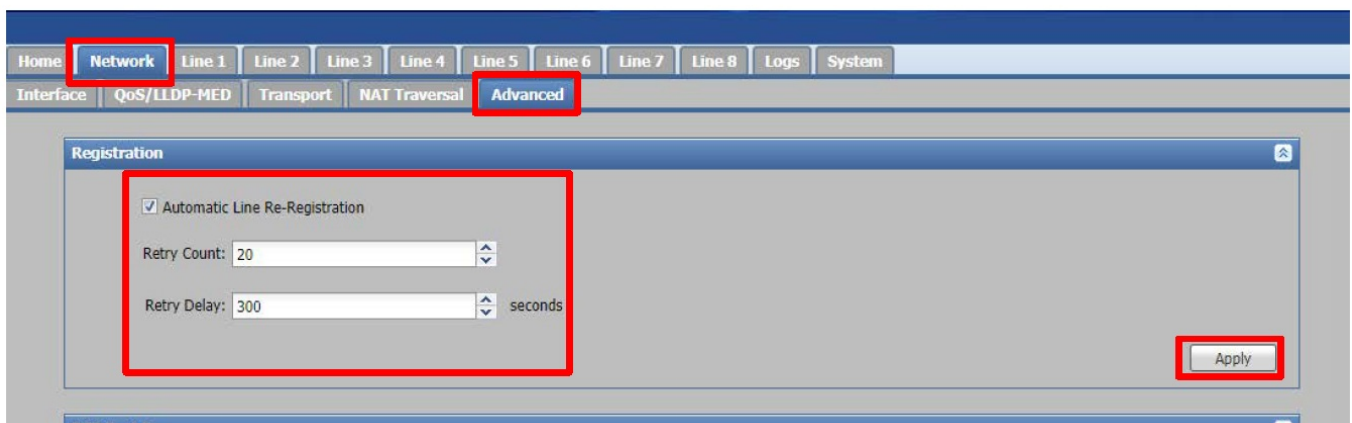 Home Network Line 1 Line 2 Line 3 Line 4 Line 5 Line 6 Line 7 Line 8 Logs System
Interface QoS/LLDP-MED Transport NAT Traversal Advanced
Registration
Automatic Line Re-Registration
Retry Count: 20
Retry Delay: 300 seconds
Apply